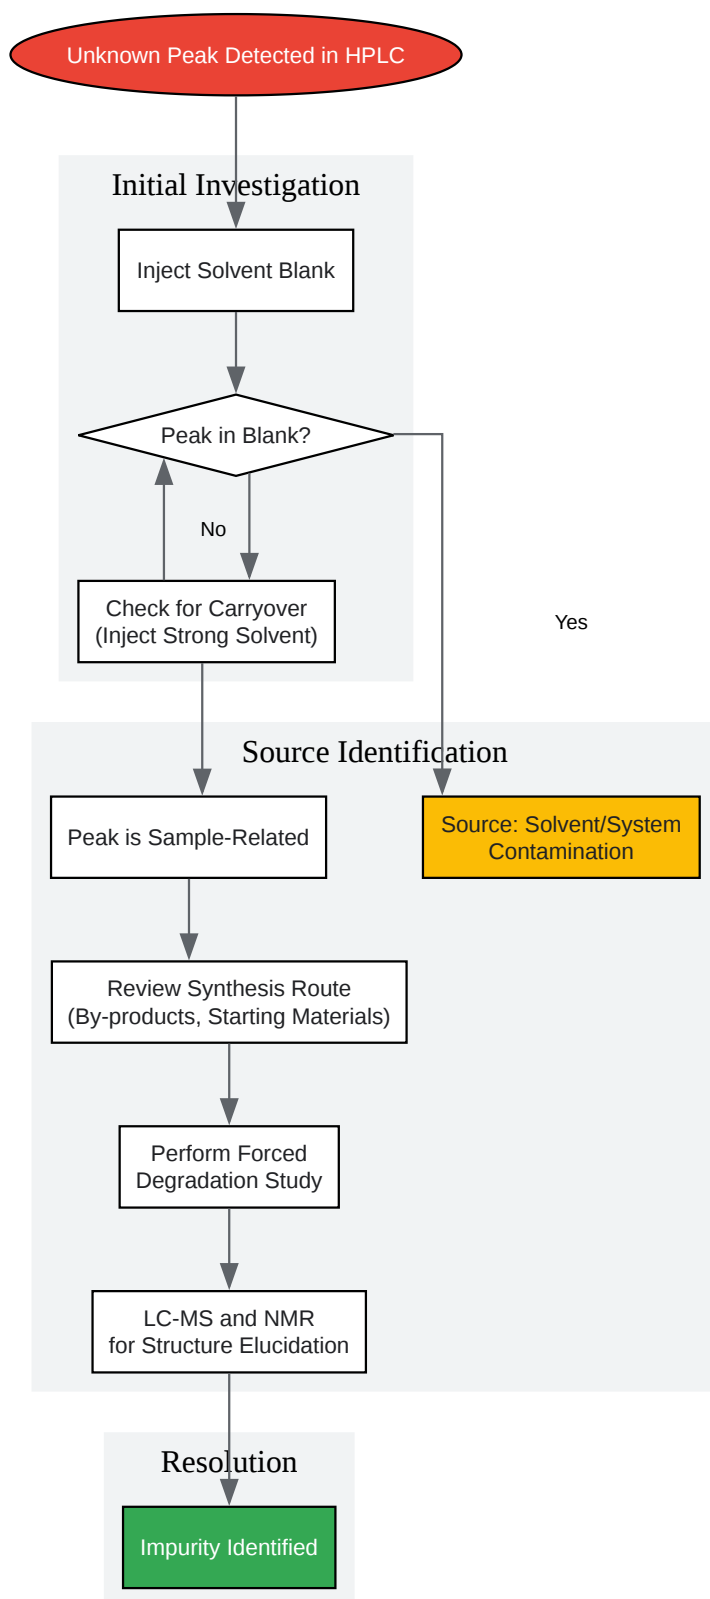 Unknown Peak Detected in HPLC
Initial Investigation
Inject Solvent Blank
Peak in Blank?
No
Check for Carryover
(Inject Strong Solvent)
Yes
Source Identification
Peak is Sample-Related
Source: Solvent/System
Contamination
Review Synthesis Route
(By-products, Starting Materials)
Perform Forced
Degradation Study
LC-MS and NMR
for Structure Elucidation
Resolution
Impurity Identified